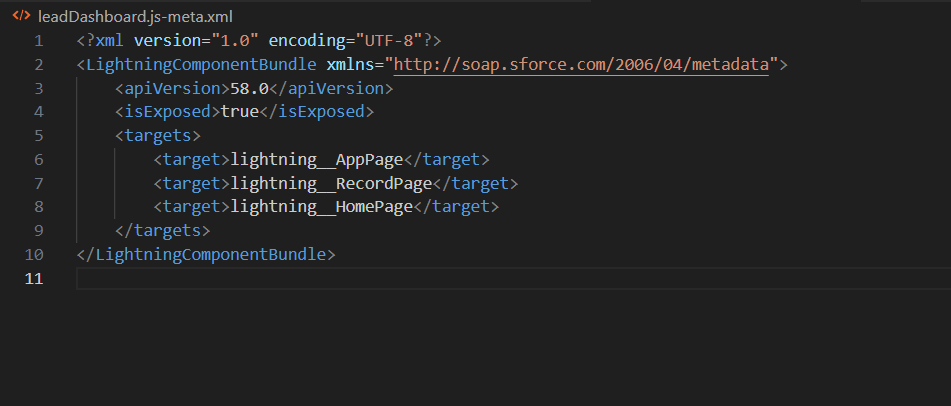 leadDashboard.js-meta.xml
1 <?xml version="1.0" encoding="UTF-8"?>
2 <LightningComponentBundle xmlns="http://soap.sforce.com/2006/04/metadata">
3     <apiVersion>58.0</apiVersion>
4     <isExposed>true</isExposed>
5     <targets>
6         <target>lightning__AppPage</target>
7         <target>lightning__RecordPage</target>
8         <target>lightning__HomePage</target>
9     </targets>
10 </LightningComponentBundle>
11